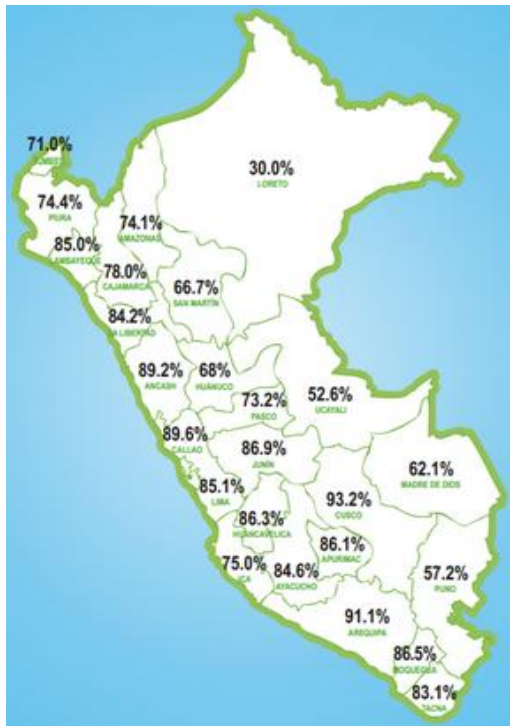 71.0%
TUMBES
30.0%
LORETO
74.4%
PIURA
74.1%
AMAZONAS
85.0%
LAMBAYEQUE
78.0%
CAJAMARCA
66.7%
SAN MARTÍN
84.2%
LA LIBERTAD
89.2%
ANCASH
68%
HUÁNUCO
73.2%
PASCO
52.6%
UCAYALI
89.6%
CALLAO
86.9%
JUNÍN
62.1%
MADRE DE DIOS
85.1%
LIMA
93.2%
CUSCO
86.3%
HUANCAVELICA
86.1%
APURIMAC
75.0%
ICA
84.6%
AYACUCHO
57.2%
PUNO
91.1%
AREQUIPA
86.5%
MOQUEGUA
83.1%
TACNA